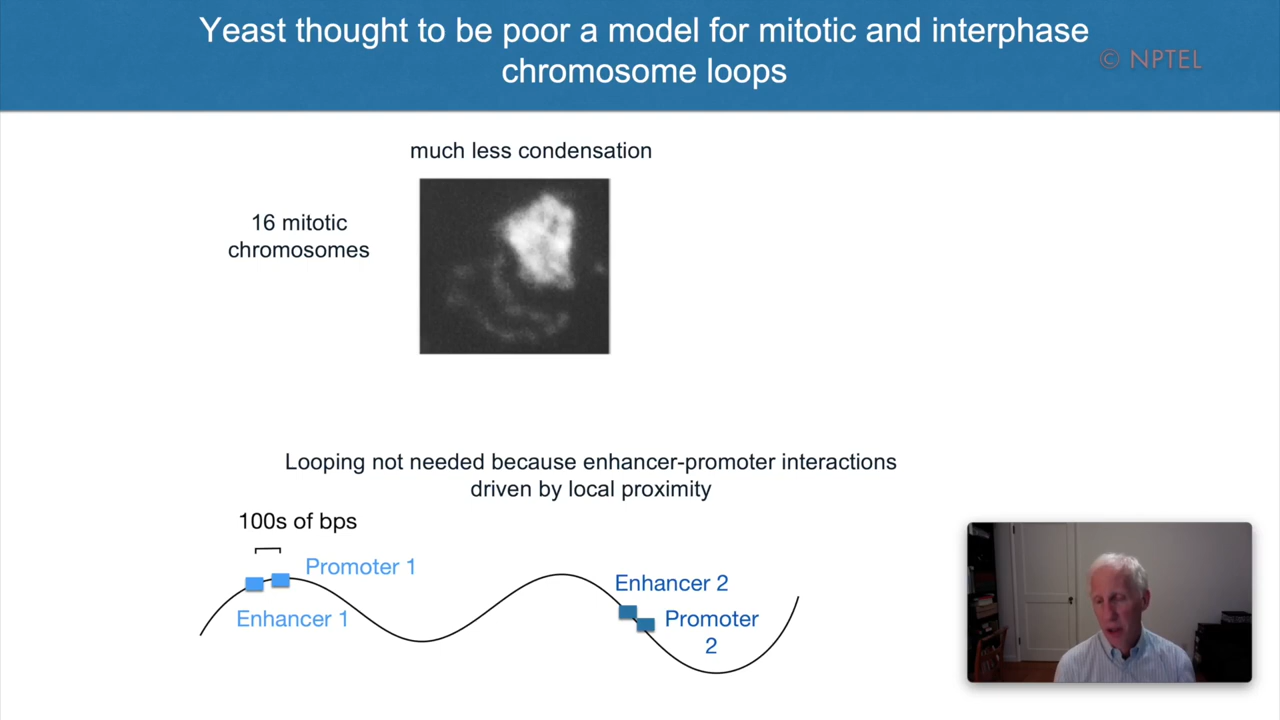 Yeast thought to be poor a model for mitotic and interphase
chromosome loops
© NPTEL
much less condensation
16 mitotic
chromosomes
Looping not needed because enhancer-promoter interactions
driven by local proximity
100s of bps
Promoter 1
Enhancer 1
Enhancer 2
Promoter
2